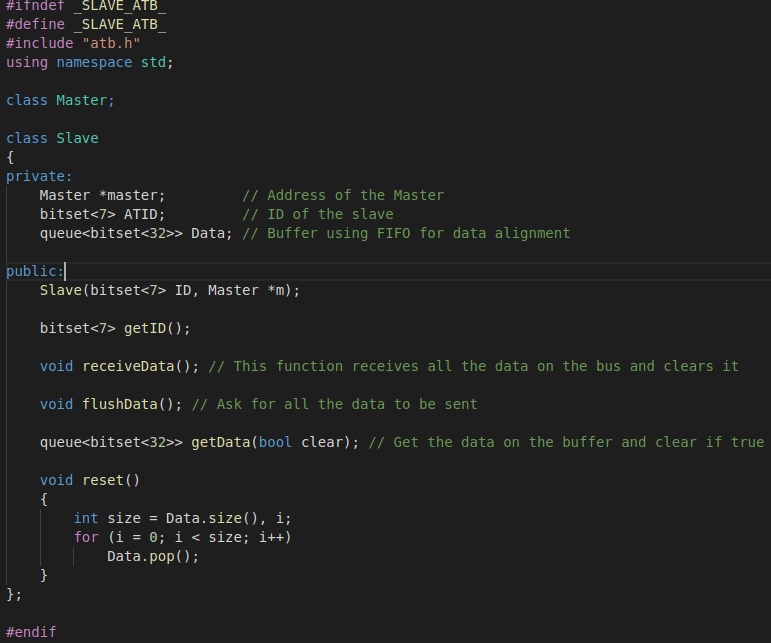 #ifndef _SLAVE_ATB_
#define _SLAVE_ATB_
#include "atb.h"
using namespace std;

class Master;

class Slave
{
private:
    Master *master;         // Address of the Master
    bitset<7> ATID;         // ID of the slave
    queue<bitset<32>> Data; // Buffer using FIFO for data alignment

public:
    Slave(bitset<7> ID, Master *m);

    bitset<7> getID();

    void receiveData(); // This function receives all the data on the bus and clears it

    void flushData(); // Ask for all the data to be sent

    queue<bitset<32>> getData(bool clear); // Get the data on the buffer and clear if true

    void reset()
    {
        int size = Data.size(), i;
        for (i = 0; i < size; i++)
            Data.pop();
    }
};

#endif